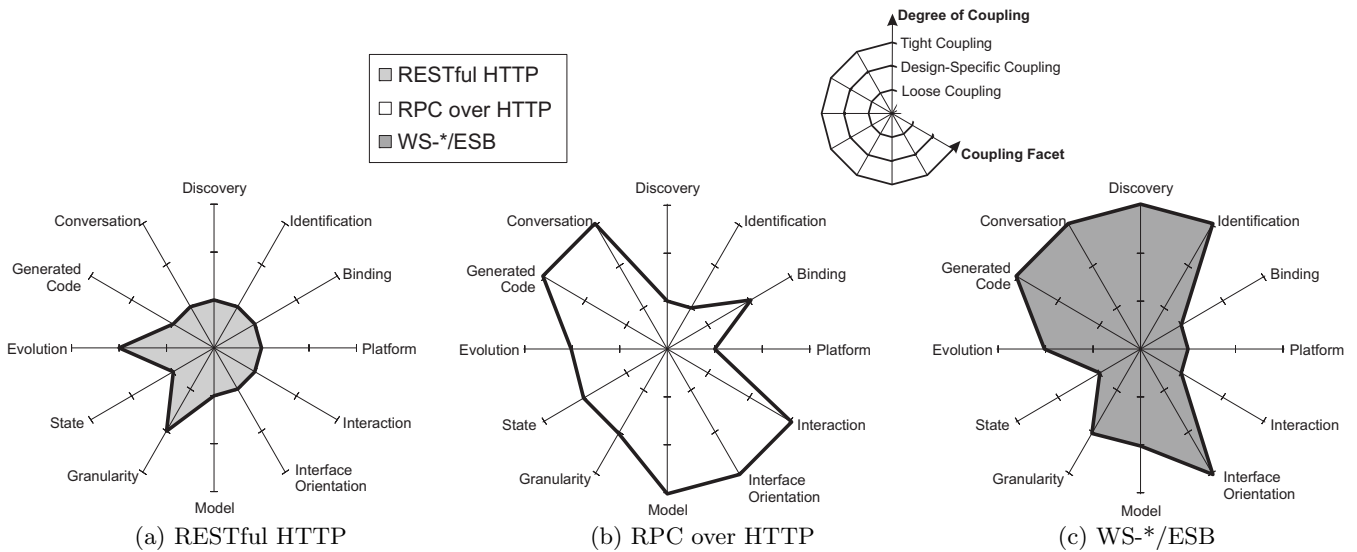 Degree of Coupling
Tight Coupling
Design-Specific Coupling
Loose Coupling
Coupling Facet
RESTful HTTP
RPC over HTTP
WS-*/ESB
Discovery
Identification
Binding
Platform
Interaction
Interface
Orientation
Model
Granularity
State
Evolution
Generated
Code
Conversation
(a) RESTful HTTP
Discovery
Identification
Binding
Platform
Interaction
Interface
Orientation
Model
Granularity
State
Evolution
Generated
Code
Conversation
(b) RPC over HTTP
Discovery
Identification
Binding
Platform
Interaction
Interface
Orientation
Model
Granularity
State
Evolution
Generated
Code
Conversation
(c) WS-*/ESB